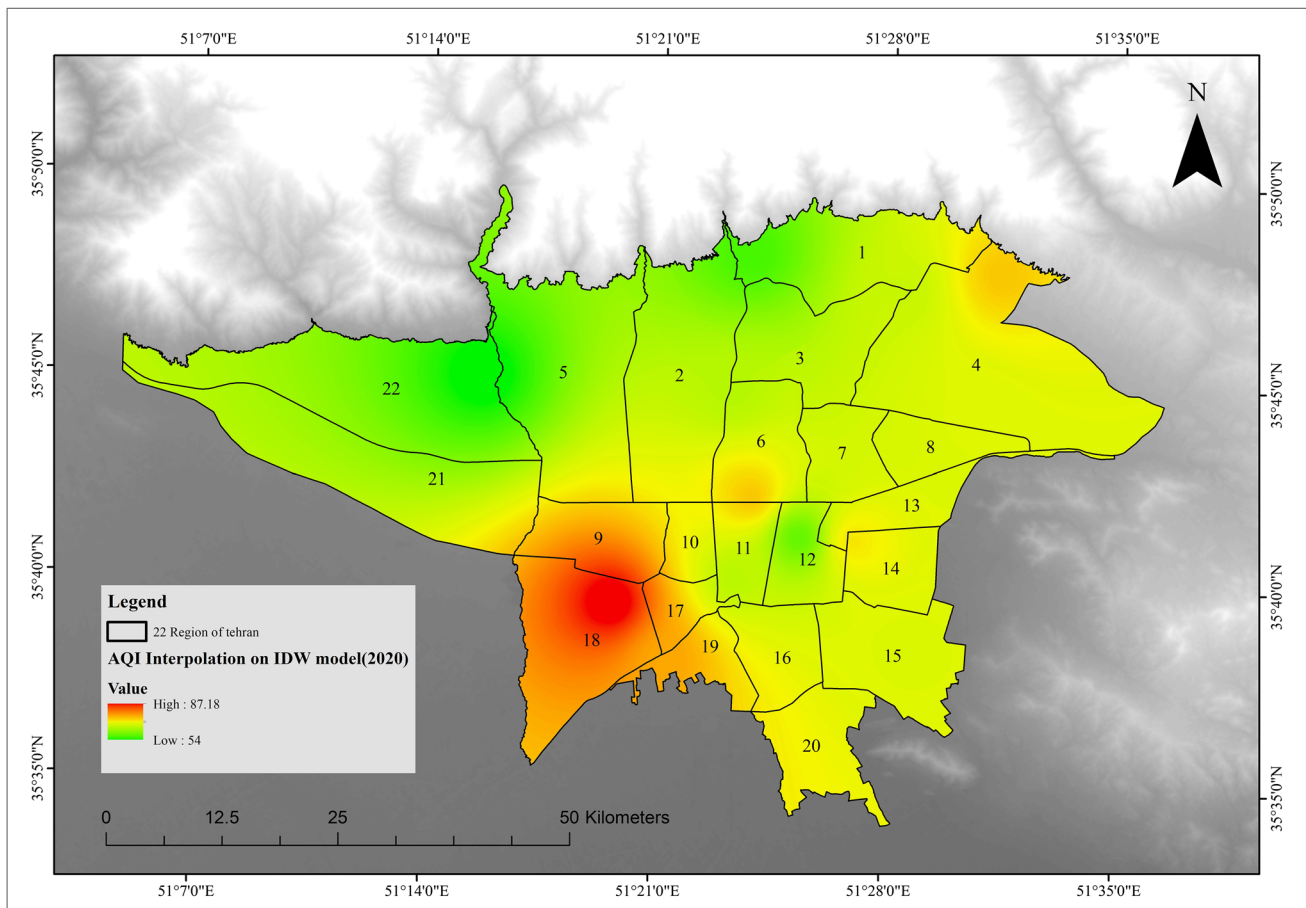 51°7'0"E 51°14'0"E 51°21'0"E 51°28'0"E 51°35'0"E
N
35°50'0"N
35°50'0"N
1
35°45'0"N
22
5
2
3
4
35°45'0"N
6
7
8
21
13
9
10
11
12
14
35°40'0"N
35°40'0"N
17
18
19
16
15
20
35°35'0"N
35°35'0"N
Legend
22 Region of tehran
AQI Interpolation on IDW model(2020)
Value
High : 87.18
Low : 54
0 12.5 25 50 Kilometers
51°7'0"E 51°14'0"E 51°21'0"E 51°28'0"E 51°35'0"E